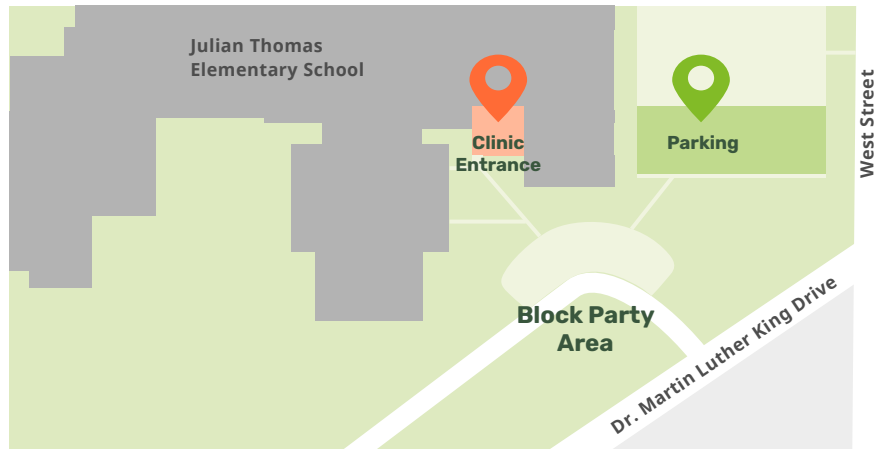 Julian Thomas
Elementary School
Clinic
Entrance
Parking
West Street
Block Party
Area
Dr. Martin Luther King Drive